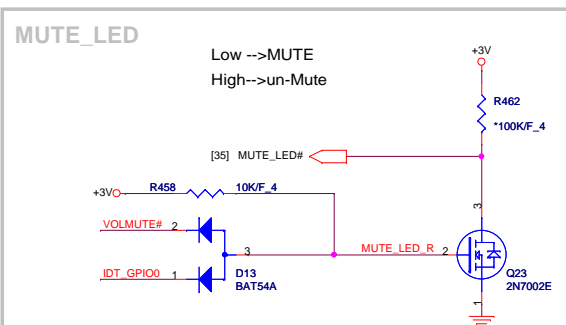 MUTE_LED
Low -->MUTE
High-->un-Mute
+3V
R462
*100K/F_4
[35] MUTE_LED#
+3V
R458
10K/F_4
VOLMUTE#
2
3
3
MUTE_LED_R
2
IDT_GPIO0
1
D13
BAT54A
Q23
2N7002E
1